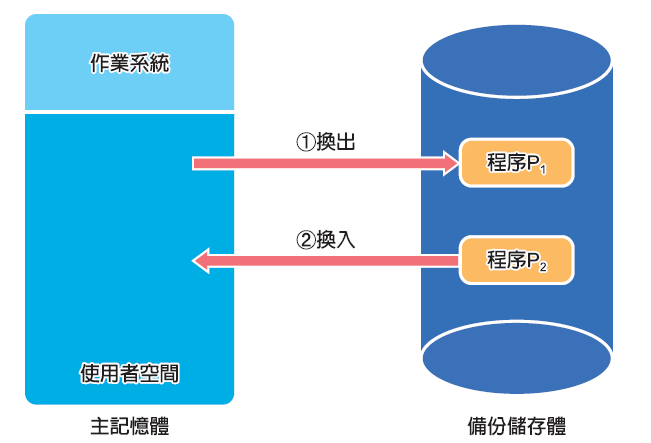 作業系統
①換出
程序P₁
②換入
程序P₂
使用者空間
主記憶體
備份儲存體